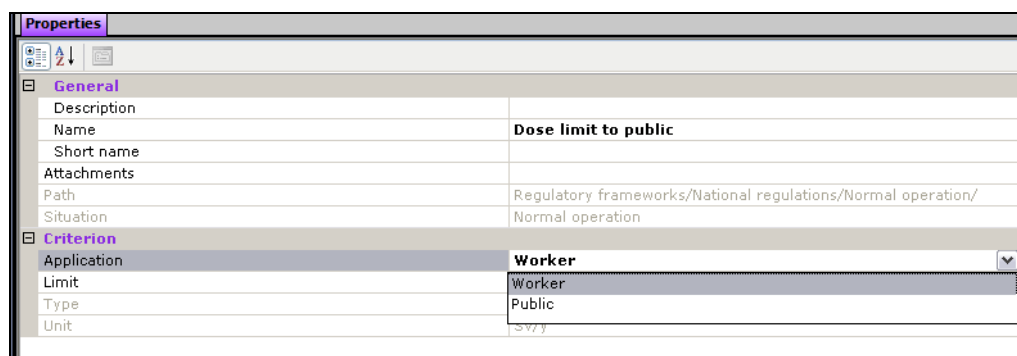 Properties
General
Description
Name Dose limit to public
Short name
Attachments
Path Regulatory frameworks/National regulations/Normal operation/
Situation Normal operation
Criterion
Application Worker
Limit Worker
Type Public
Unit Sv/y